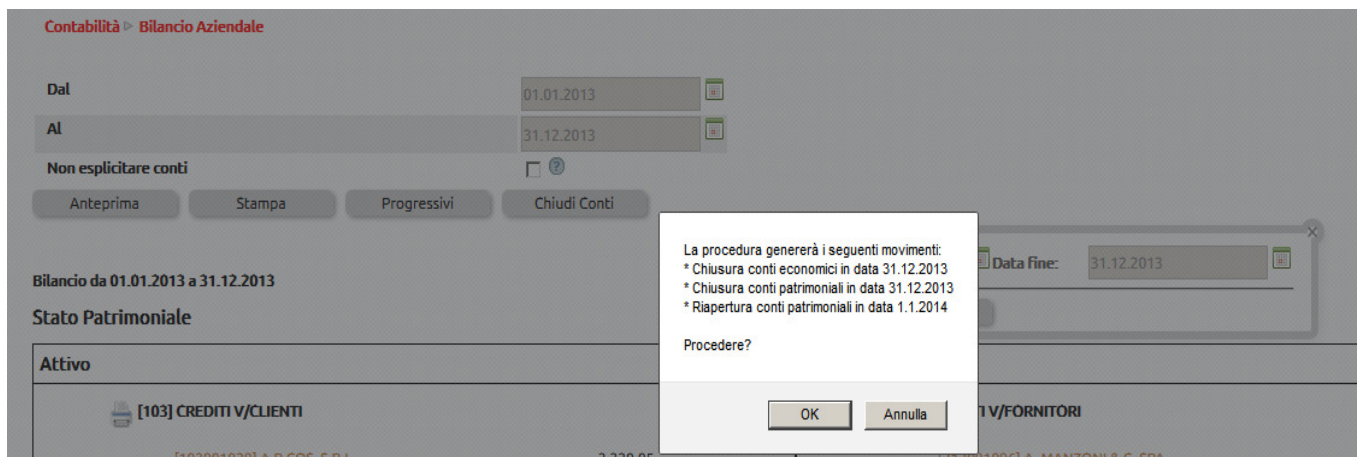 Contabilità ▹ Bilancio Aziendale
Dal 01.01.2013
Al 31.12.2013
Non esplicitare conti ?
Anteprima Stampa Progressivi Chiudi Conti
La procedura genererà i seguenti movimenti:
* Chiusura conti economici in data 31.12.2013
* Chiusura conti patrimoniali in data 31.12.2013
* Riapertura conti patrimoniali in data 1.1.2014
Procedere?
OK Annulla
Data fine: 31.12.2013
Bilancio da 01.01.2013 a 31.12.2013
Stato Patrimoniale
Attivo
[103] CREDITI V/CLIENTI
I V/FORNITORI
A. MANZONI & C. SPA